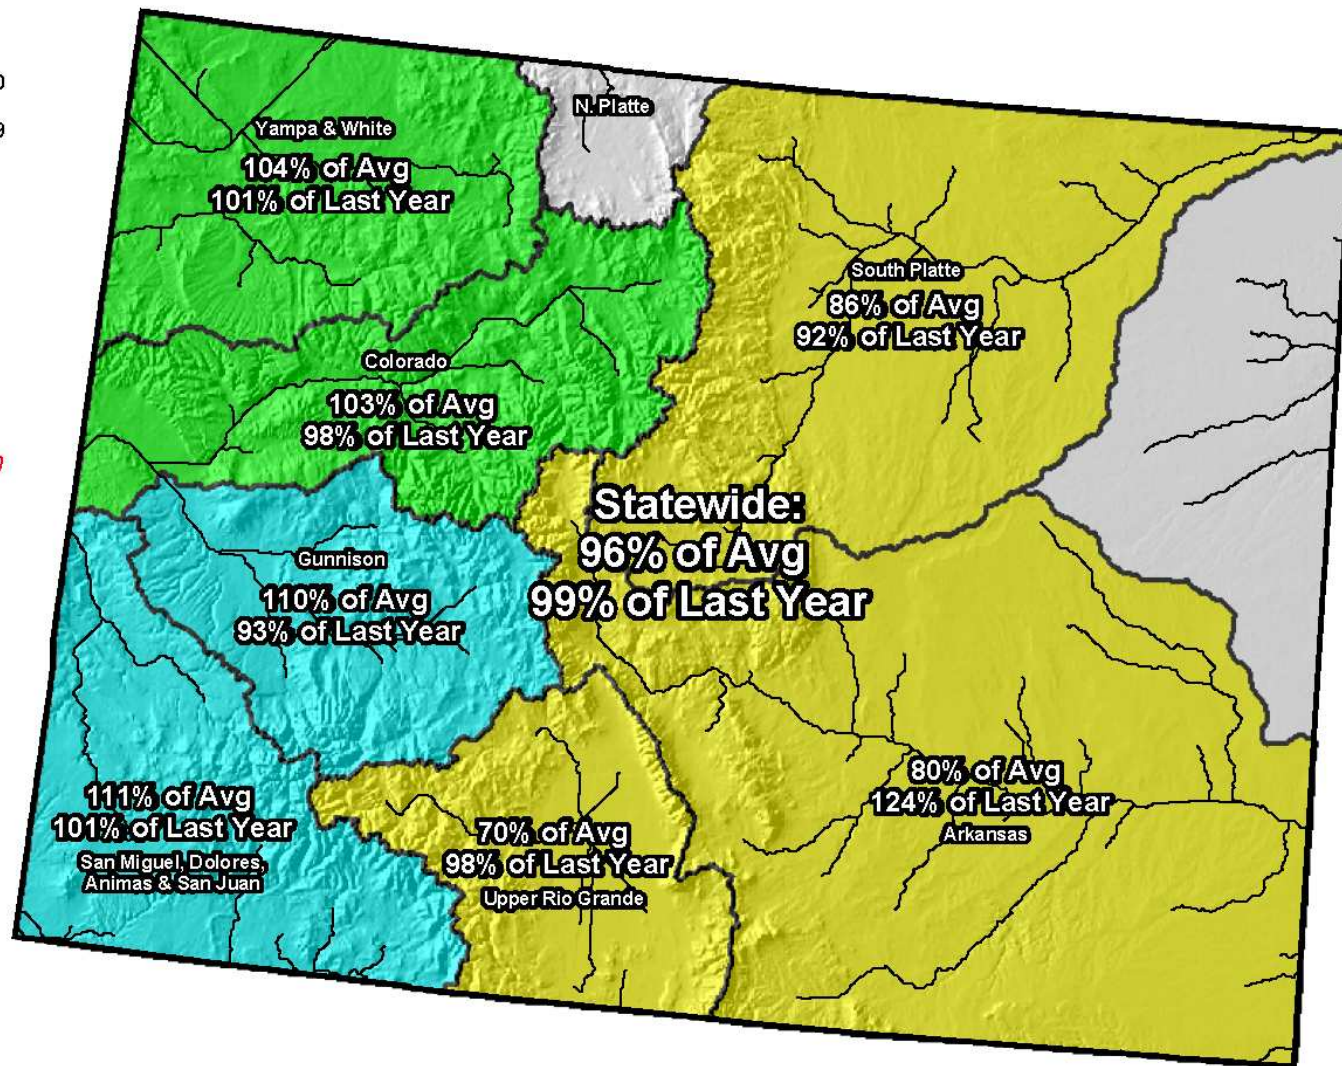 N. Platte
Yampa & White
104% of Avg
101% of Last Year
South Platte
86% of Avg
92% of Last Year
Colorado
103% of Avg
98% of Last Year
Statewide:
96% of Avg
99% of Last Year
Gunnison
110% of Avg
93% of Last Year
80% of Avg
124% of Last Year
Arkansas
111% of Avg
101% of Last Year
San Miguel, Dolores,
Animas & San Juan
70% of Avg
98% of Last Year
Upper Rio Grande